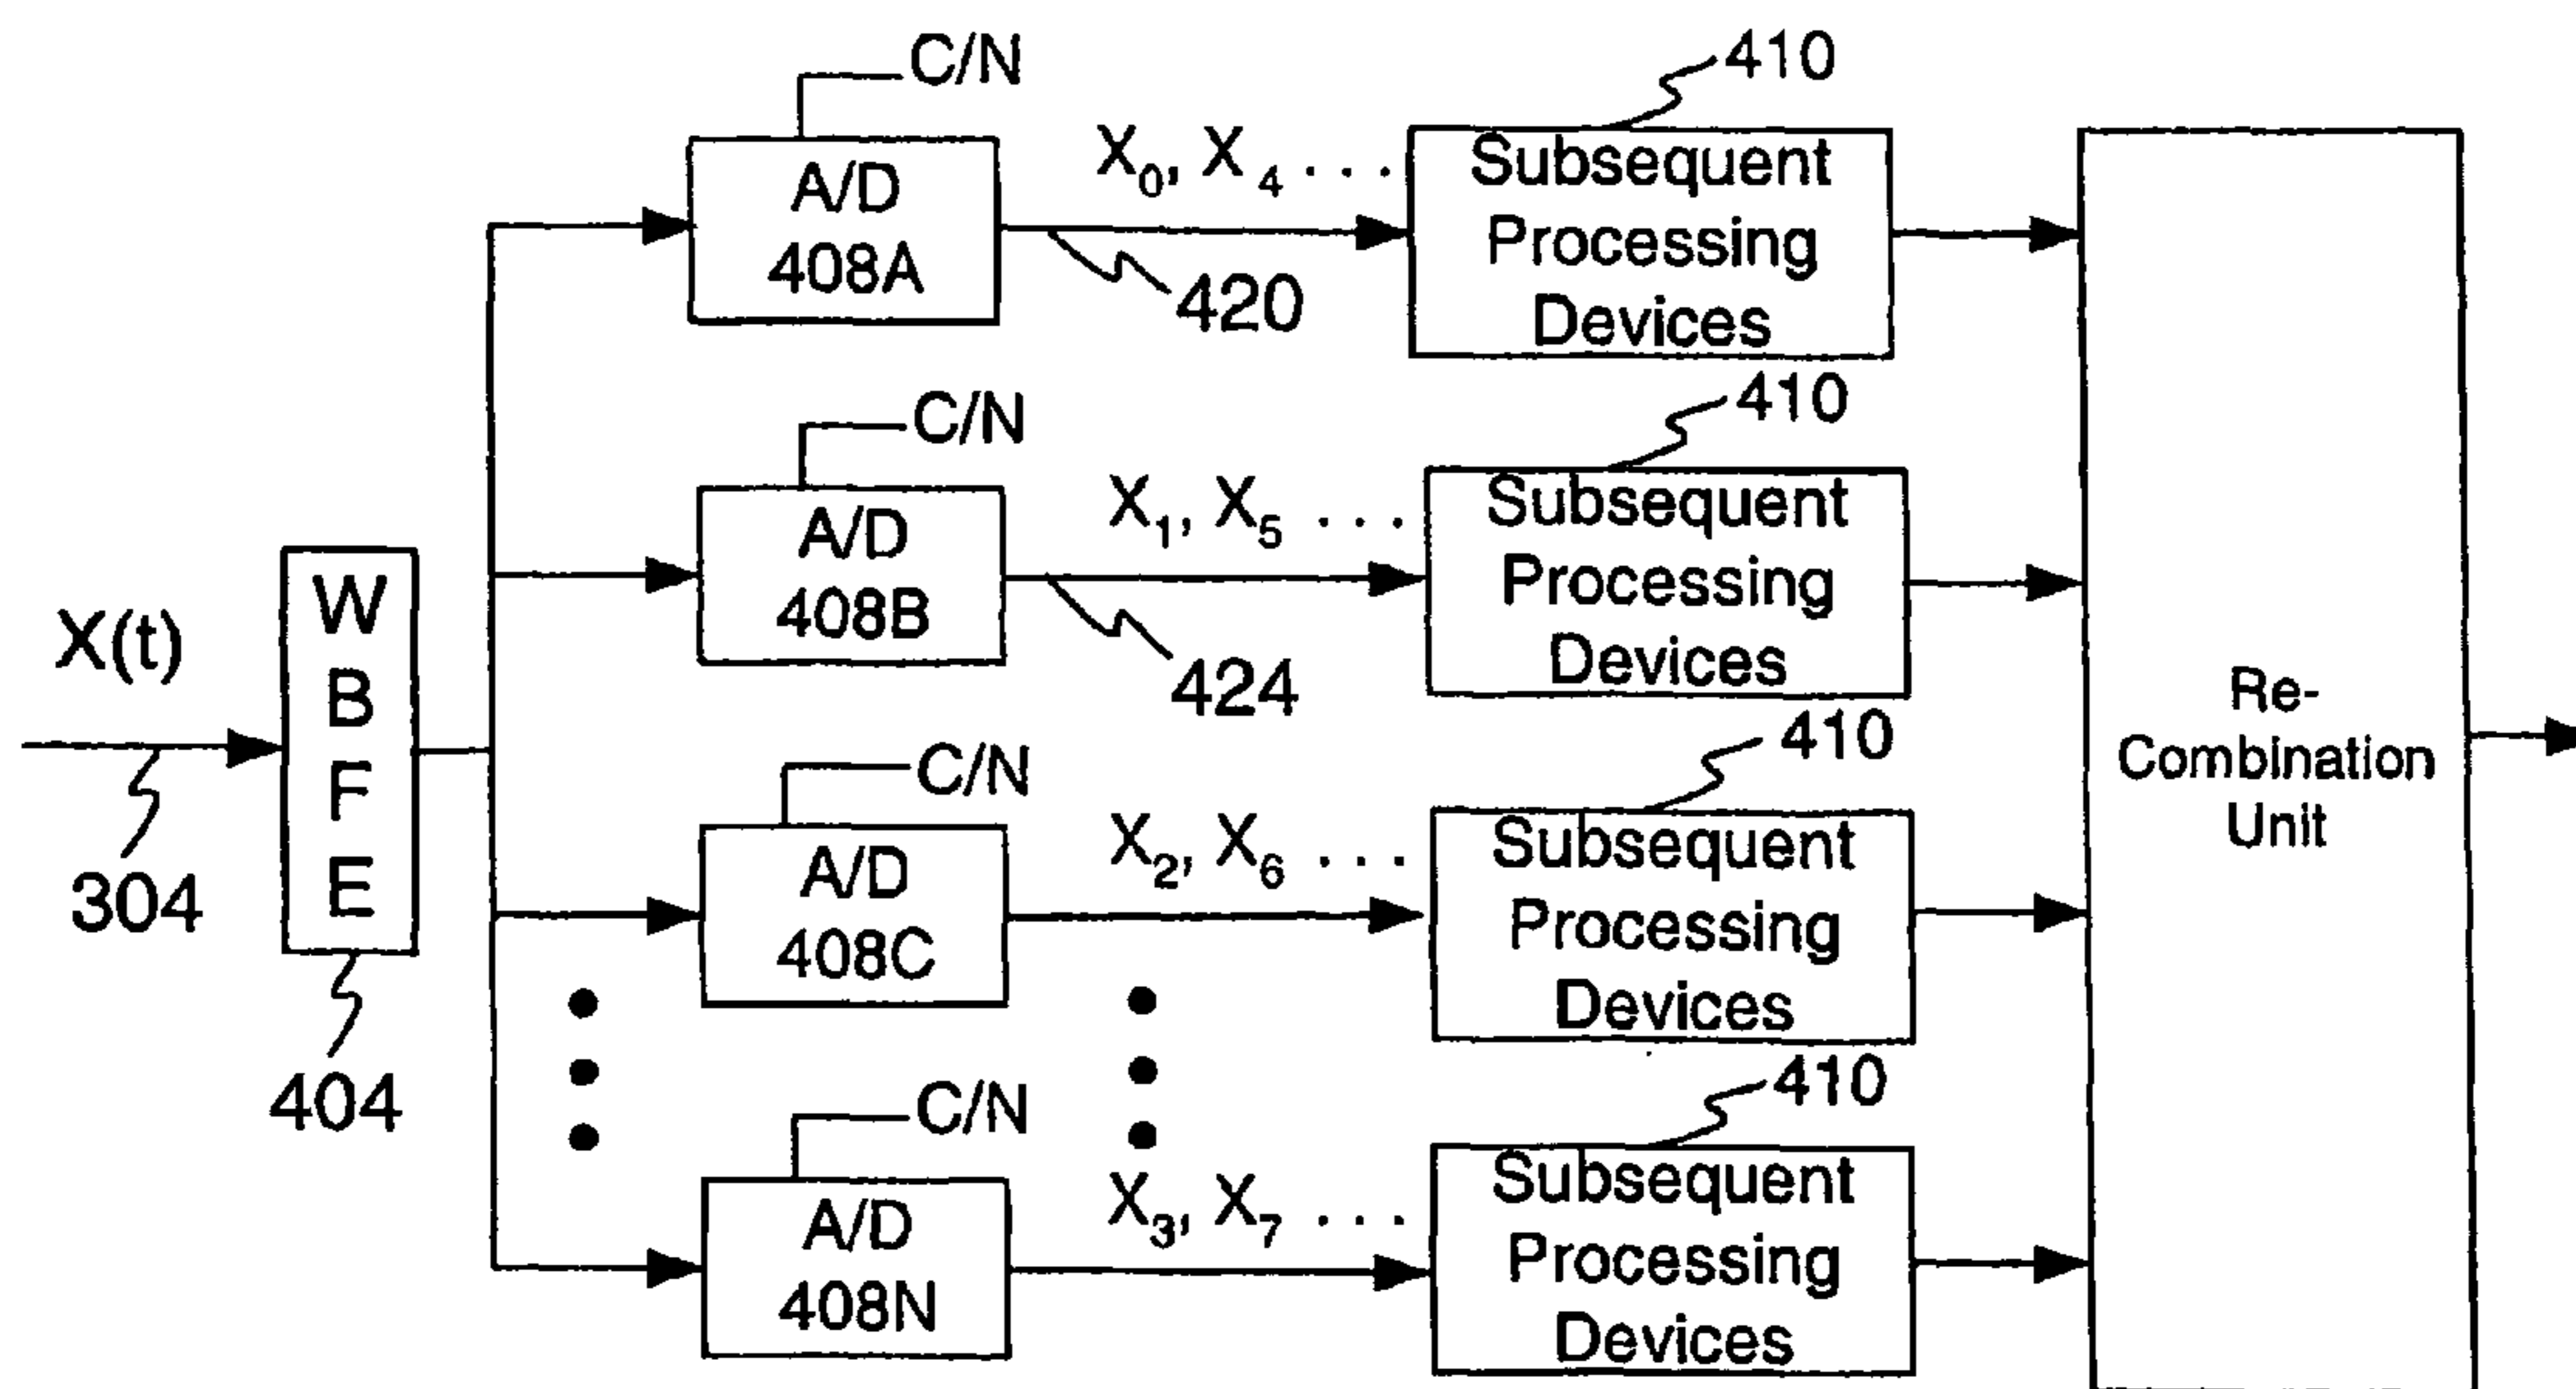 X(t)
304
W
B
F
E
404
C/N
A/D
408A
X₀, X₄ . . .
420
410
Subsequent
Processing
Devices
C/N
A/D
408B
X₁, X₅ . . .
424
410
Subsequent
Processing
Devices
C/N
A/D
408C
X₂, X₆ . . .
410
Subsequent
Processing
Devices
C/N
A/D
408N
X₃, X₇ . . .
410
Subsequent
Processing
Devices
Re-
Combination
Unit